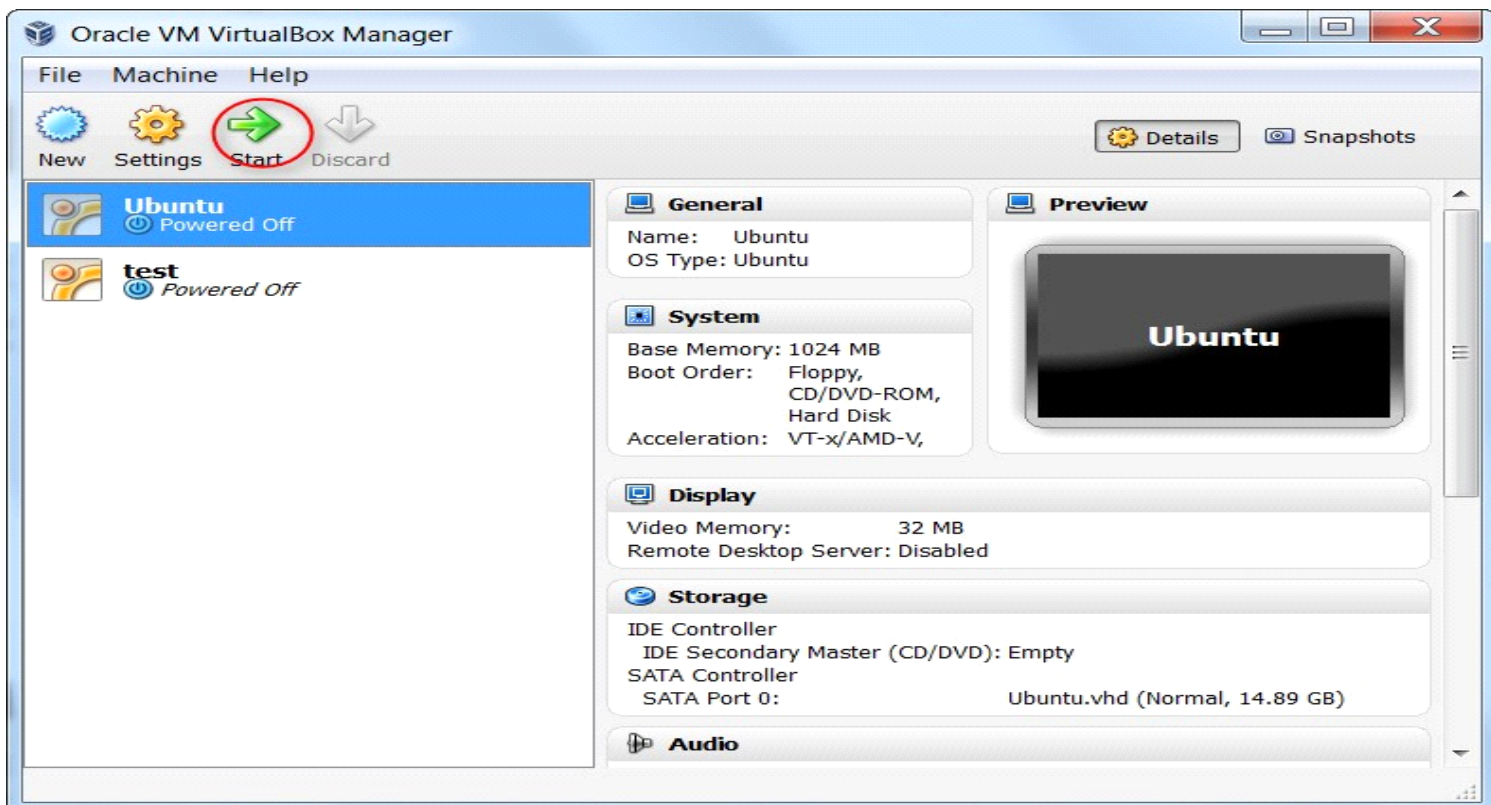 Oracle VM VirtualBox Manager
File Machine Help
New Settings Start Discard
Details Snapshots
Ubuntu
Powered Off
test
Powered Off
General
Name: Ubuntu
OS Type: Ubuntu
System
Base Memory: 1024 MB
Boot Order: Floppy,
CD/DVD-ROM,
Hard Disk
Acceleration: VT-x/AMD-V,
Preview
Ubuntu
Display
Video Memory: 32 MB
Remote Desktop Server: Disabled
Storage
IDE Controller
IDE Secondary Master (CD/DVD): Empty
SATA Controller
SATA Port 0: Ubuntu.vhd (Normal, 14.89 GB)
Audio